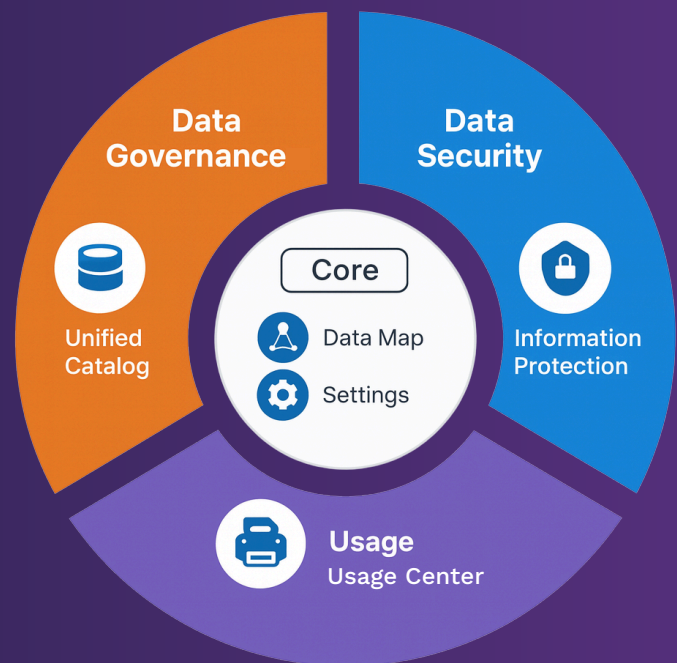 Data
Governance
Unified
Catalog
Data
Security
Information
Protection
Core
Data Map
Settings
Usage
Usage Center